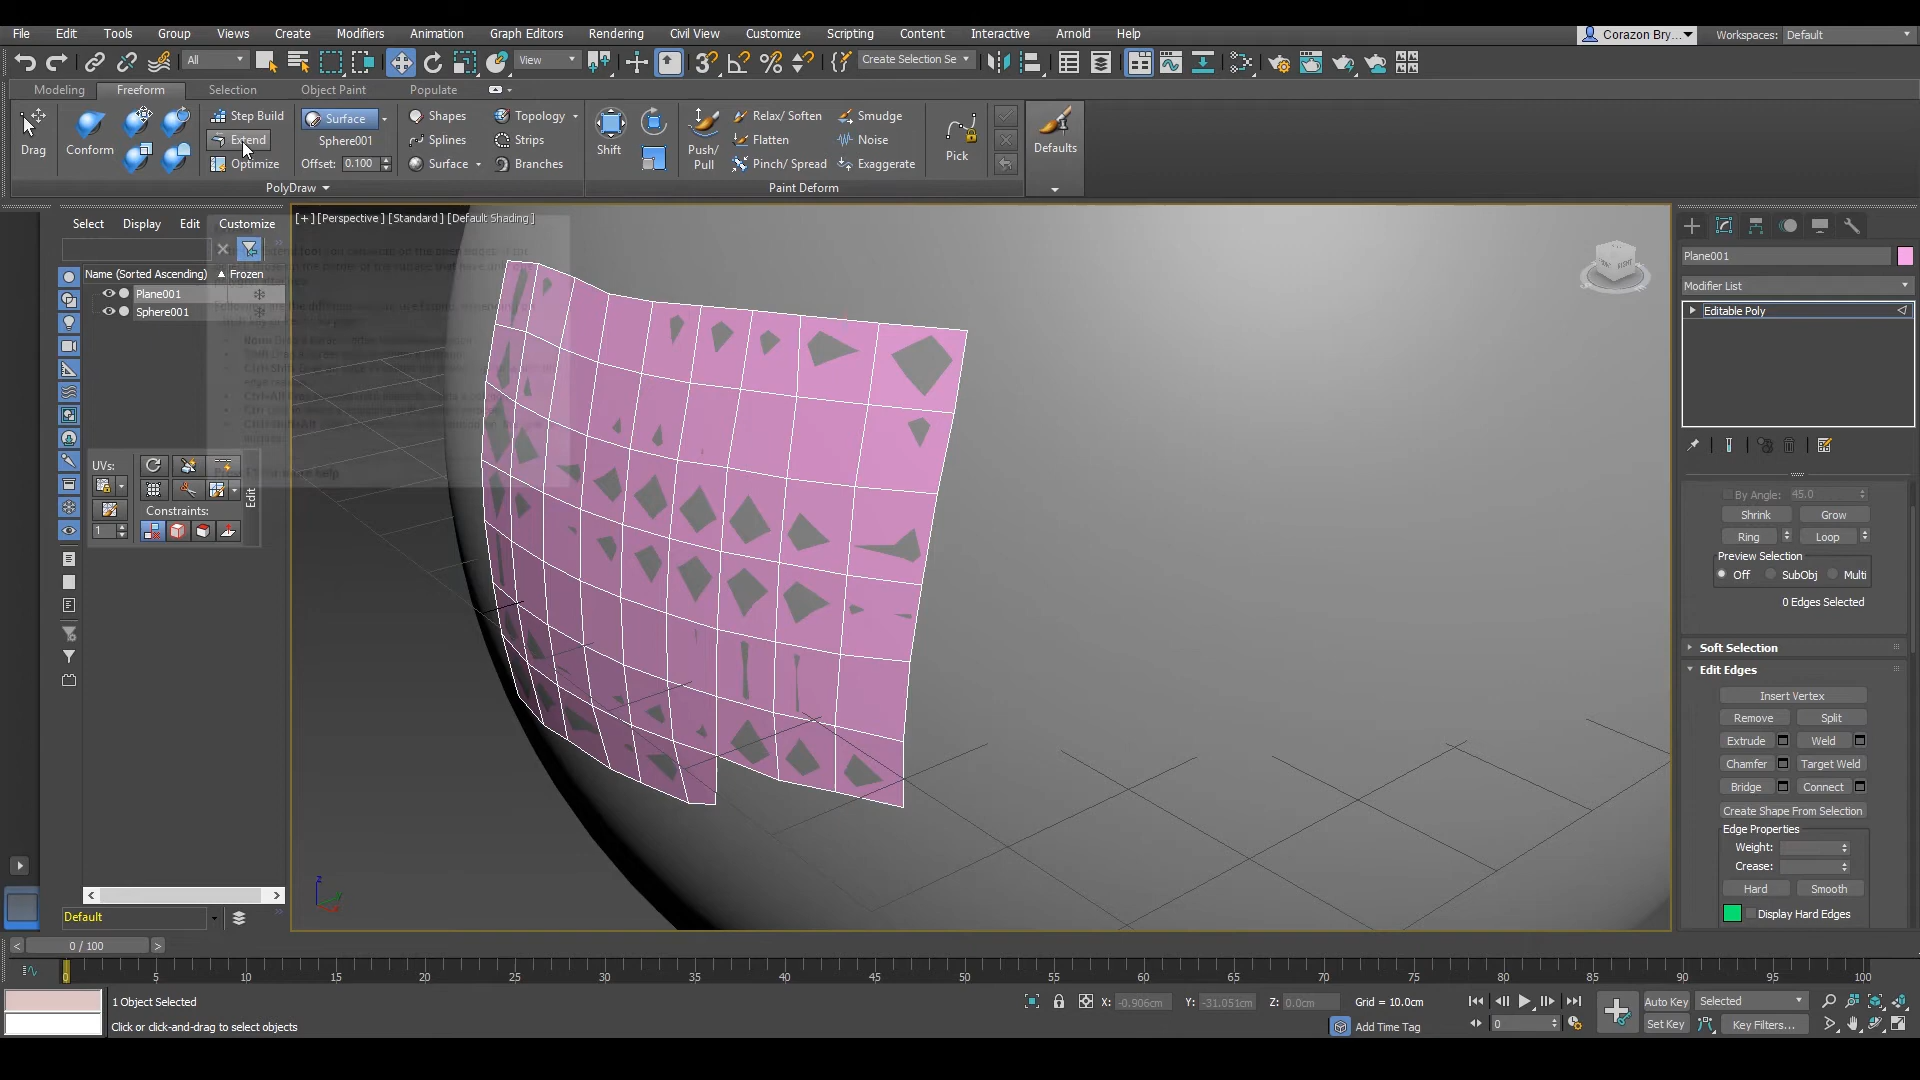 File Edit Tools Group Views Create Modifiers Animation Graph Editors Rendering Civil View Customize Scripting Content Interactive Arnold Help Corazon Bry... Workspaces: Default
All View Create Selection Se
Modeling Freeform Selection Object Paint Populate
Step Build Surface Shapes Topology Relax/ Soften Smudge
Extend Sphere001 Splines Strips Flatten Noise
Drag Conform Shift Push/ Pull Pick Defaults
Optimize Offset: 0.100 Surface Branches Pinch/ Spread Exaggerate
PolyDraw Paint Deform
Select Display Edit Customize
[+] [Perspective ] [Standard ] [Default Shading ]
Name (Sorted Ascending) Frozen
Plane001
Sphere001
UVs:
Edit
Constraints:
1
Default
Plane001
Modifier List
Editable Poly
By Angle: 45.0
Shrink Grow
Ring Loop
Preview Selection
Off SubObj Multi
0 Edges Selected
Soft Selection
Edit Edges
Insert Vertex
Remove Split
Extrude Weld
Chamfer Target Weld
Bridge Connect
Create Shape From Selection
Edge Properties
Weight:
Crease:
Hard Smooth
Display Hard Edges
z
0 / 100
0 5 10 15 20 25 30 35 40 45 50 55 60 65 70 75 80 85 90 95 100
1 Object Selected X: -0.906cm Y: -31.051cm Z: 0.0cm Grid = 10.0cm Auto Key Selected
Click or click-and-drag to select objects Add Time Tag 0 Set Key Key Filters...